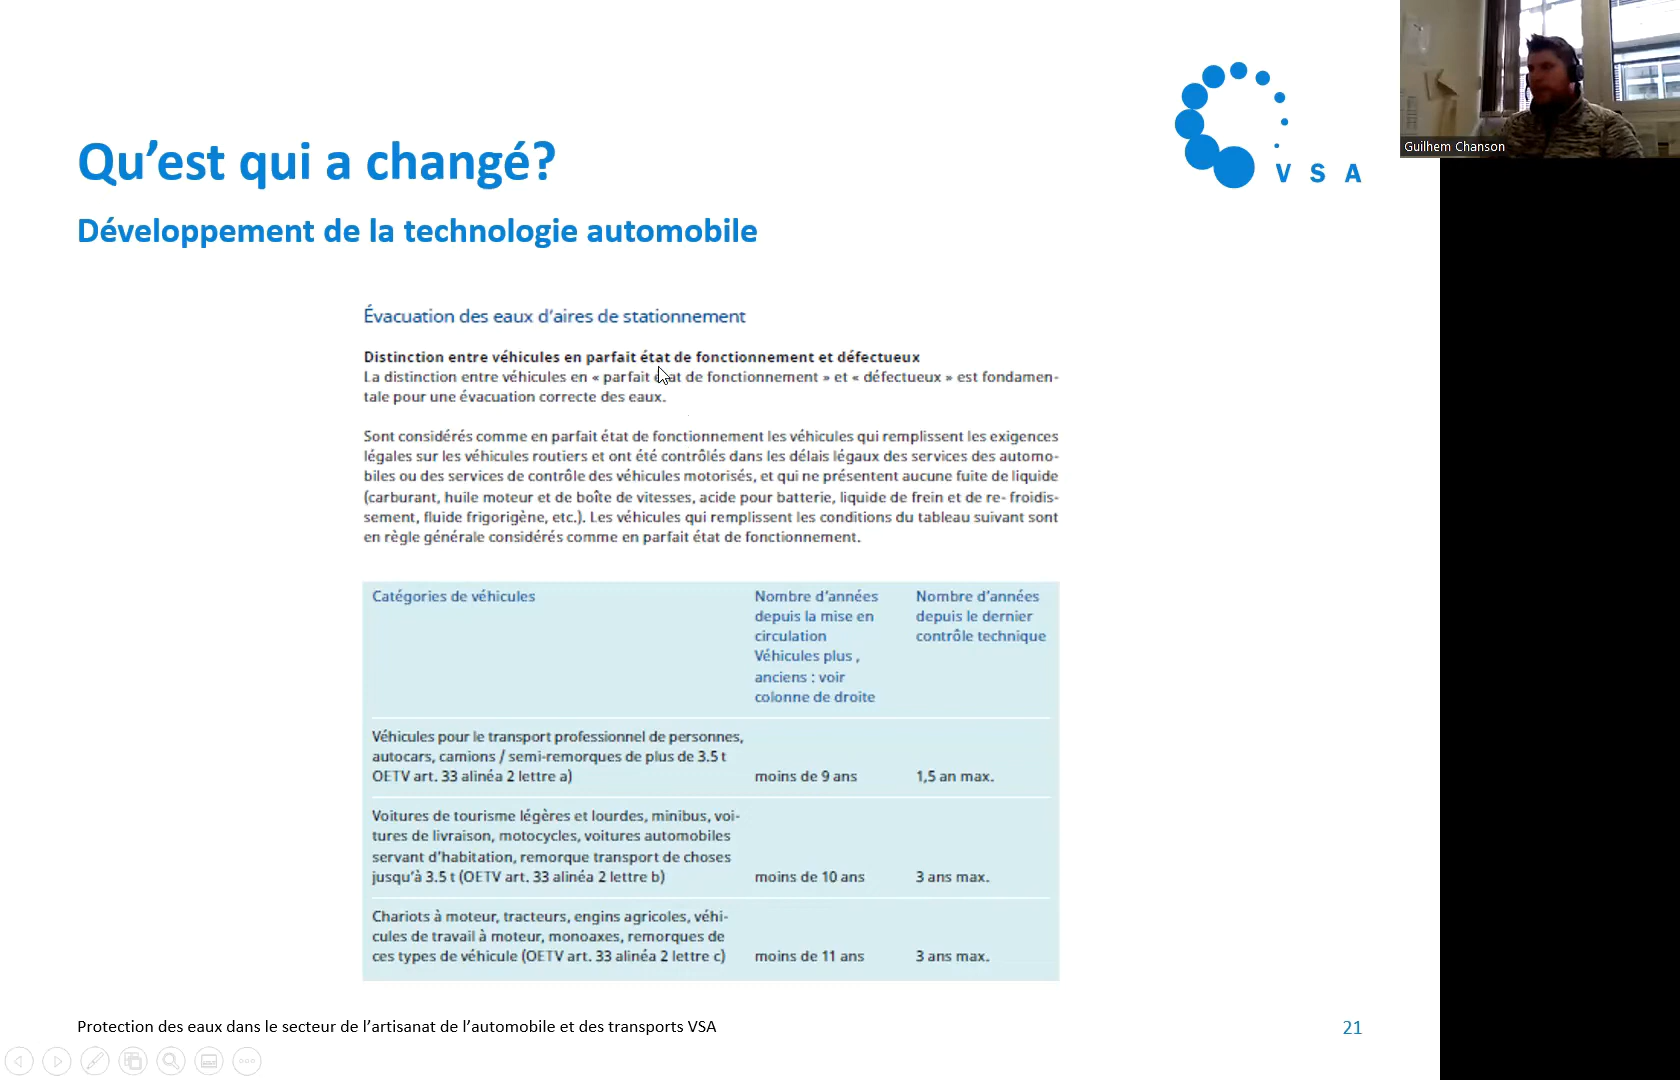 Qu’est qui a changé?
Développement de la technologie automobile
VSA
Guilhem Chanson
Évacuation des eaux d’aires de stationnement
Distinction entre véhicules en parfait état de fonctionnement et défectueux
La distinction entre véhicules en « parfait état de fonctionnement » et « défectueux » est fondamen-
tale pour une évacuation correcte des eaux.
Sont considérés comme en parfait état de fonctionnement les véhicules qui remplissent les exigences
légales sur les véhicules routiers et ont été contrôlés dans les délais légaux des services des automo-
biles ou des services de contrôle des véhicules motorisés, et qui ne présentent aucune fuite de liquide
(carburant, huile moteur et de boîte de vitesses, acide pour batterie, liquide de frein et de re- froidis-
sement, fluide frigorigène, etc.). Les véhicules qui remplissent les conditions du tableau suivant sont
en règle générale considérés comme en parfait état de fonctionnement.
Catégories de véhicules
Nombre d’années
depuis la mise en
circulation
Véhicules plus ,
anciens : voir
colonne de droite
Nombre d’années
depuis le dernier
contrôle technique
Véhicules pour le transport professionnel de personnes,
autocars, camions / semi-remorques de plus de 3.5 t
OETV art. 33 alinéa 2 lettre a)
moins de 9 ans
1,5 an max.
Voitures de tourisme légères et lourdes, minibus, voi-
tures de livraison, motocycles, voitures automobiles
servant d’habitation, remorque transport de choses
jusqu’à 3.5 t (OETV art. 33 alinéa 2 lettre b)
moins de 10 ans
3 ans max.
Chariots à moteur, tracteurs, engins agricoles, véhi-
cules de travail à moteur, monoaxes, remorques de
ces types de véhicule (OETV art. 33 alinéa 2 lettre c)
moins de 11 ans
3 ans max.
Protection des eaux dans le secteur de l’artisanat de l’automobile et des transports VSA
21